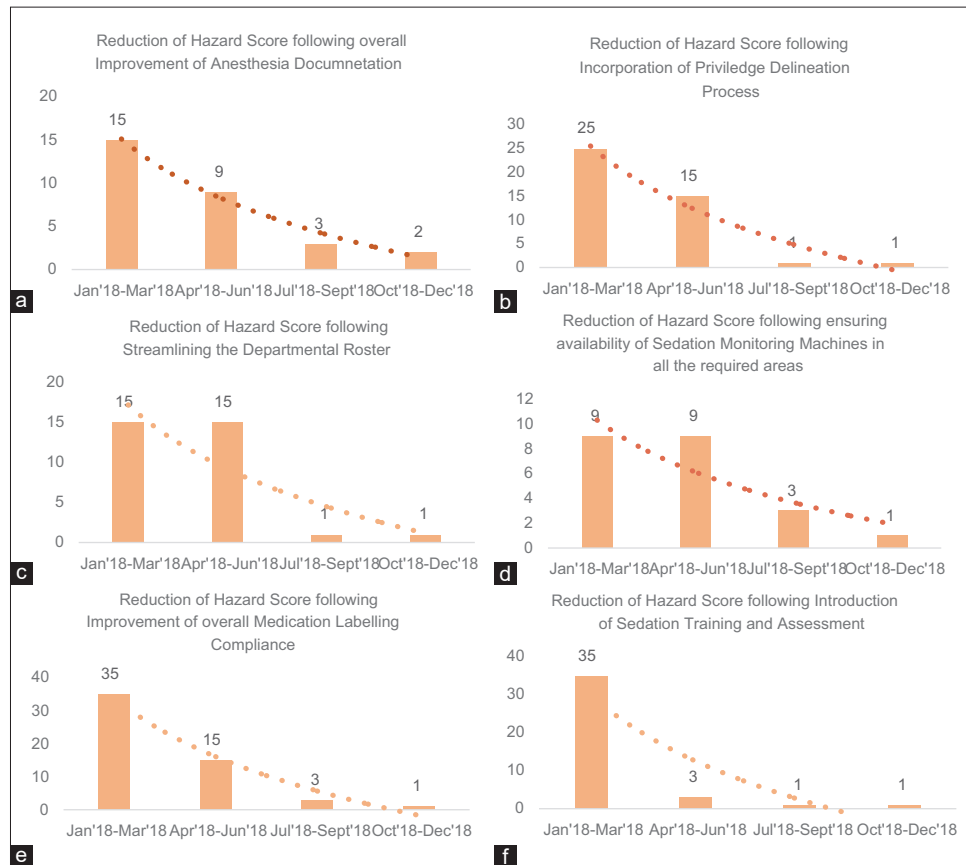 Reduction of Hazard Score following overall
Improvement of Anesthesia Documnetation
20
15
10
5
0
15
9
3
2
Jan'18-Mar'18 Apr'18-Jun'18 Jul'18-Sept'18 Oct'18-Dec'18
a
Reduction of Hazard Score following
Incorporation of Priviledge Delineation
Process
30
25
20
15
10
5
0
25
15
1
1
Jan'18-Mar'18 Apr'18-Jun'18 Jul'18-Sept'18 Oct'18-Dec'18
b
Reduction of Hazard Score following
Streamlining the Departmental Roster
20
15
10
5
0
15
15
1
1
Jan'18-Mar'18 Apr'18-Jun'18 Jul'18-Sept'18 Oct'18-Dec'18
c
Reduction of Hazard Score following ensuring
availability of Sedation Monitoring Machines in
all the required areas
12
10
8
6
4
2
0
9
9
3
1
Jan'18-Mar'18 Apr'18-Jun'18 Jul'18-Sept'18 Oct'18-Dec'18
d
Reduction of Hazard Score following
Improvement of overall Medication Labelling
Compliance
40
30
20
10
0
35
15
3
1
Jan'18-Mar'18 Apr'18-Jun'18 Jul'18-Sept'18 Oct'18-Dec'18
e
Reduction of Hazard Score following Introduction
of Sedation Training and Assessment
40
30
20
10
0
35
3
1
1
Jan'18-Mar'18 Apr'18-Jun'18 Jul'18-Sept'18 Oct'18-Dec'18
f